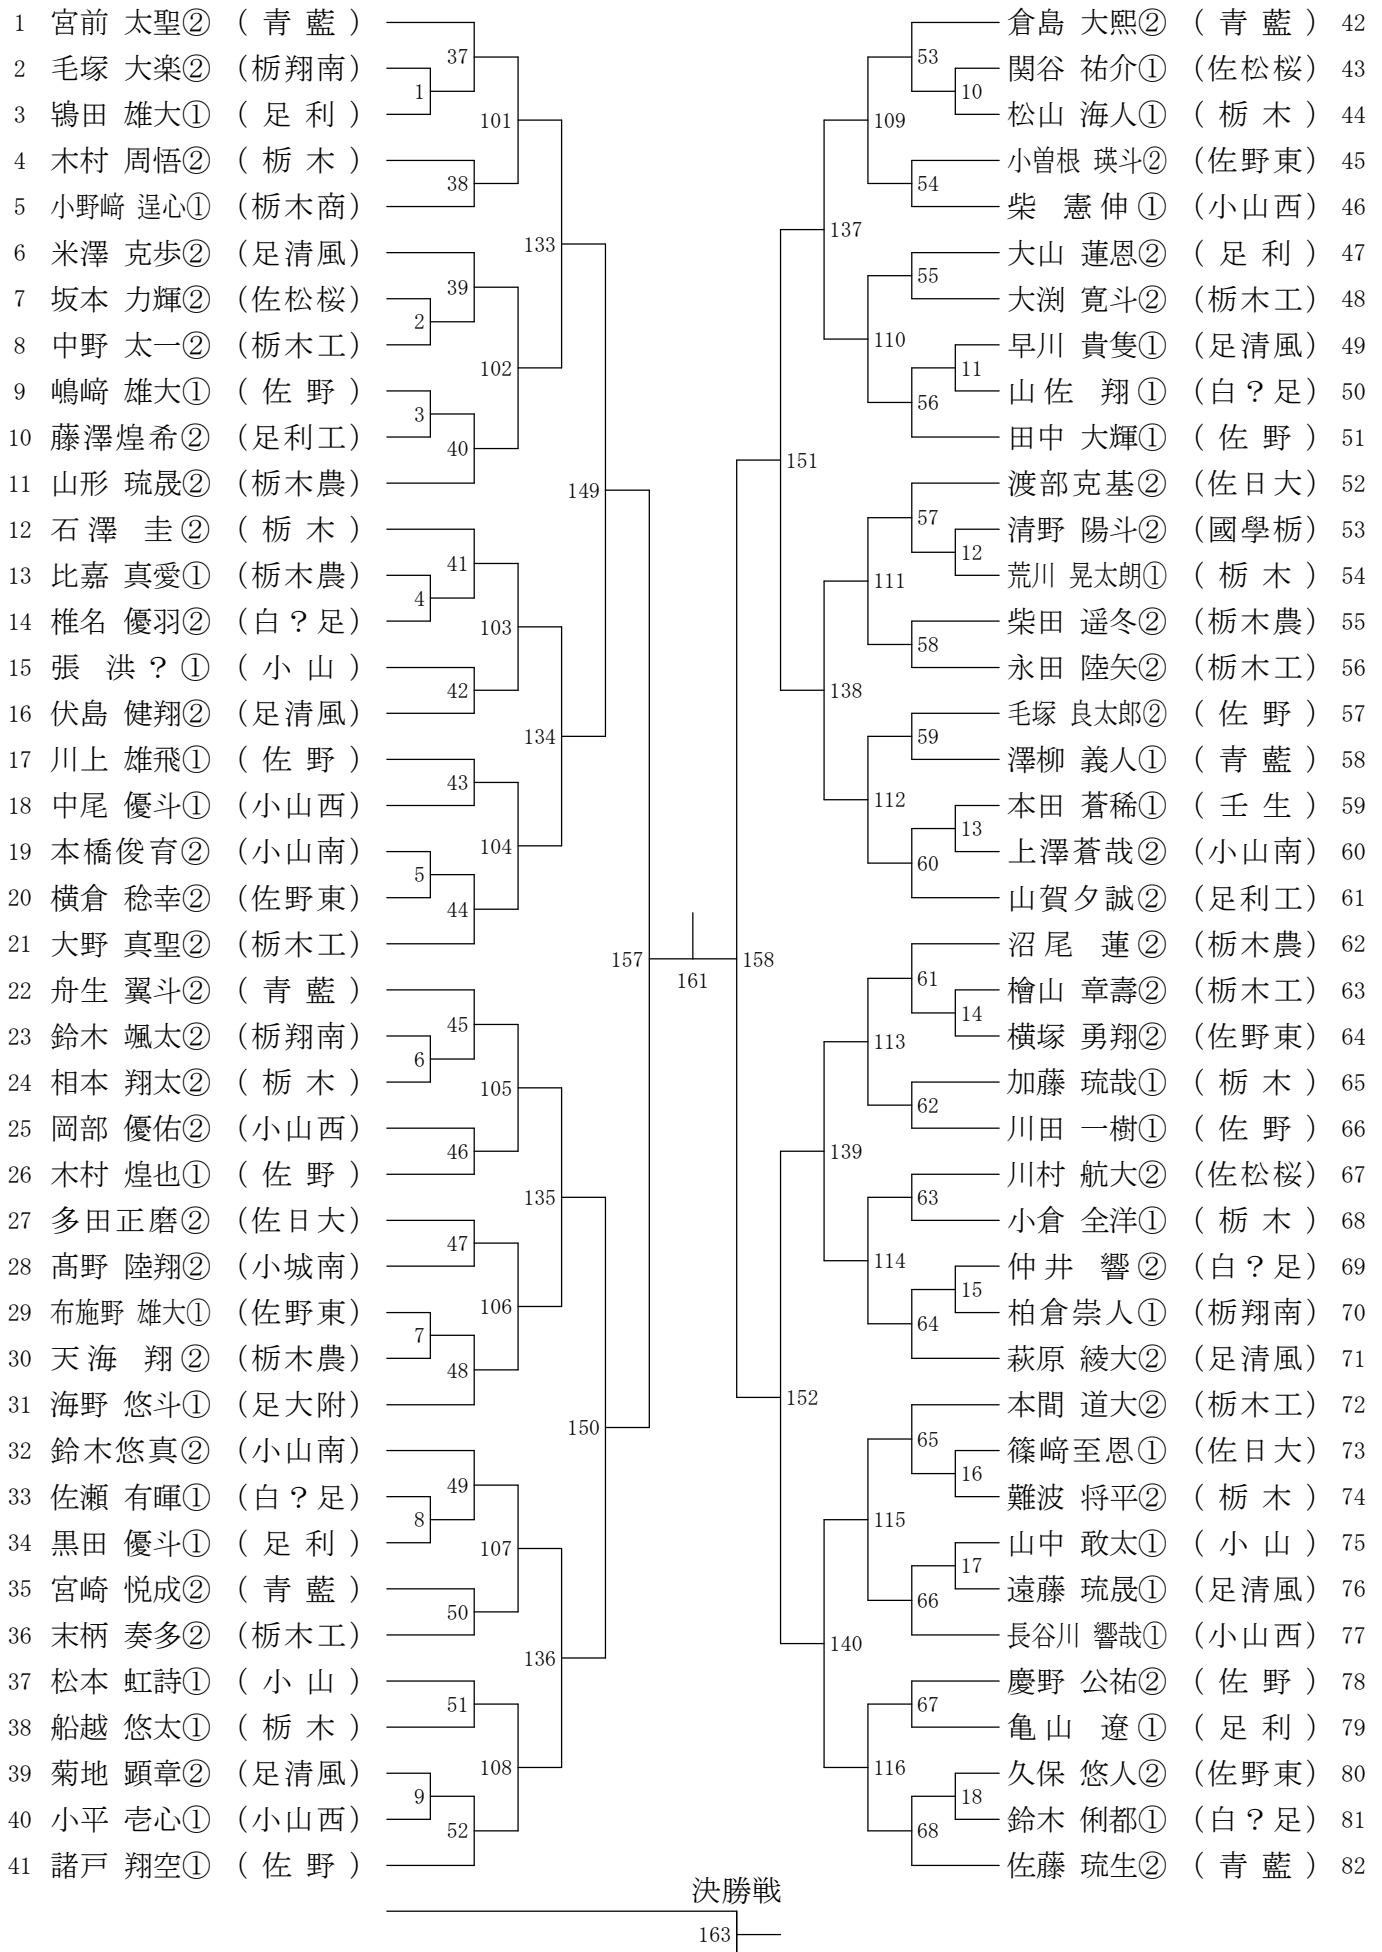 1 宮前 太聖② （ 青 藍 ）
2 毛塚 大楽② （栃翔南）
3 鴇田 雄大① （ 足 利 ）
4 木村 周悟② （ 栃 木 ）
5 小野﨑 逞心① （栃木商）
6 米澤 克歩② （足清風）
7 坂本 力輝② （佐松桜）
8 中野 太一② （栃木工）
9 嶋﨑 雄大① （ 佐 野 ）
10 藤澤煌希② （足利工）
11 山形 琉晟② （栃木農）
12 石澤 圭② （ 栃 木 ）
13 比嘉 真愛① （栃木農）
14 椎名 優羽② （白？足）
15 張 洪？① （ 小 山 ）
16 伏島 健翔② （足清風）
17 川上 雄飛① （ 佐 野 ）
18 中尾 優斗① （小山西）
19 本橋俊育② （小山南）
20 横倉 稔幸② （佐野東）
21 大野 真聖② （栃木工）
22 舟生 翼斗② （ 青 藍 ）
23 鈴木 颯太② （栃翔南）
24 相本 翔太② （ 栃 木 ）
25 岡部 優佑② （小山西）
26 木村 煌也① （ 佐 野 ）
27 多田正磨② （佐日大）
28 髙野 陸翔② （小城南）
29 布施野 雄大① （佐野東）
30 天海 翔② （栃木農）
31 海野 悠斗① （足大附）
32 鈴木悠真② （小山南）
33 佐瀬 有暉① （白？足）
34 黒田 優斗① （ 足 利 ）
35 宮崎 悦成② （ 青 藍 ）
36 末柄 奏多② （栃木工）
37 松本 虹詩① （ 小 山 ）
38 船越 悠太① （ 栃 木 ）
39 菊地 顕章② （足清風）
40 小平 壱心① （小山西）
41 諸戸 翔空① （ 佐 野 ）
37
1
101
38
133
39
2
102
3
40
149
41
4
103
42
134
43
104
5
44
157
45
6
105
46
135
47
106
7
48
150
49
8
107
50
136
51
108
9
52
161
158
53
10
109
54
137
55
110
11
56
151
57
12
111
58
138
59
112
13
60
61
14
113
62
139
63
114
15
64
152
65
16
115
17
66
140
67
116
18
68
倉島 大熙② （ 青 藍 ） 42
関谷 祐介① （佐松桜） 43
松山 海人① （ 栃 木 ） 44
小曽根 瑛斗② （佐野東） 45
柴 憲伸① （小山西） 46
大山 蓮恩② （ 足 利 ） 47
大渕 寛斗② （栃木工） 48
早川 貴隻① （足清風） 49
山佐 翔① （白？足） 50
田中 大輝① （ 佐 野 ） 51
渡部克基② （佐日大） 52
清野 陽斗② （國學栃） 53
荒川 晃太朗① （ 栃 木 ） 54
柴田 遥冬② （栃木農） 55
永田 陸矢② （栃木工） 56
毛塚 良太郎② （ 佐 野 ） 57
澤柳 義人① （ 青 藍 ） 58
本田 蒼稀① （ 壬 生 ） 59
上澤蒼哉② （小山南） 60
山賀夕誠② （足利工） 61
沼尾 蓮② （栃木農） 62
檜山 章壽② （栃木工） 63
横塚 勇翔② （佐野東） 64
加藤 琉哉① （ 栃 木 ） 65
川田 一樹① （ 佐 野 ） 66
川村 航大② （佐松桜） 67
小倉 全洋① （ 栃 木 ） 68
仲井 響② （白？足） 69
柏倉崇人① （栃翔南） 70
萩原 綾大② （足清風） 71
本間 道大② （栃木工） 72
篠﨑至恩① （佐日大） 73
難波 将平② （ 栃 木 ） 74
山中 敢太① （ 小 山 ） 75
遠藤 琉晟① （足清風） 76
長谷川 響哉① （小山西） 77
慶野 公祐② （ 佐 野 ） 78
亀山 遼① （ 足 利 ） 79
久保 悠人② （佐野東） 80
鈴木 俐都① （白？足） 81
佐藤 琉生② （ 青 藍 ） 82
決勝戦
163